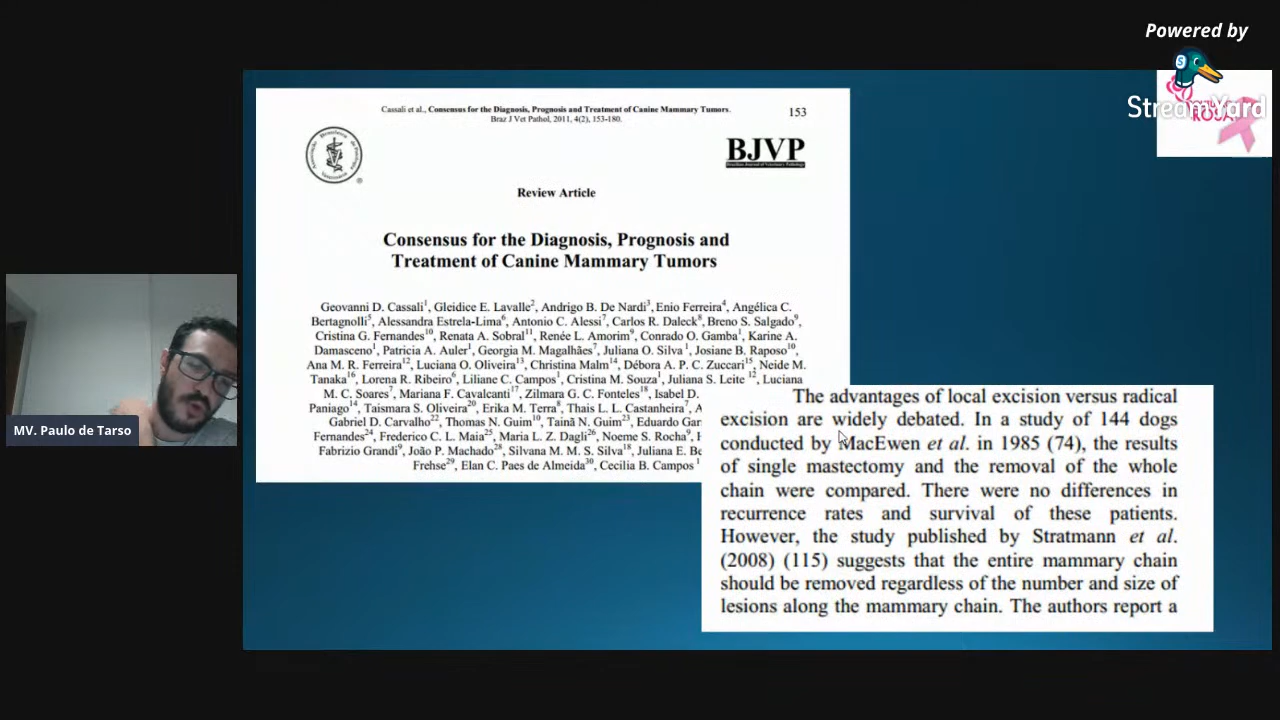 Powered by
StreamYard
ROSA
Cassali et al., Consensus for the Diagnosis, Prognosis and Treatment of Canine Mammary Tumors.
Braz J Vet Pathol, 2011, 4(2), 153-180.
153
BJVP
Review Article
Consensus for the Diagnosis, Prognosis and
Treatment of Canine Mammary Tumors
Geovanni D. Cassali1, Gleidice E. Lavalle2, Andrigo B. De Nardi3, Enio Ferreira4, Angélica C.
Bertagnolli5, Alessandra Estrela-Lima6, Antonio C. Alessi7, Carlos R. Daleck8, Breno S. Salgado9,
Cristina G. Fernandes10, Renata A. Sobral11, Renée L. Amorim9, Conrado O. Gamba1, Karine A.
Damasceno1, Patricia A. Auler1, Georgia M. Magalhães7, Juliana O. Silva1, Josiane B. Raposo10,
Ana M. R. Ferreira12, Luciana O. Oliveira13, Christina Malm14, Débora A. P. C. Zuccari15, Neide M.
Tanaka16, Lorena R. Ribeiro6, Liliane C. Campos1, Cristina M. Souza1, Juliana S. Leite12, Luciana
M. C. Soares7, Mariana F. Cavalcanti17, Zilmara C. G. Fonteles18, Isabel D.
Paniago14, Taismara S. Oliveira20, Erika M. Terra8, Thais L. L. Castanheira7, A
Gabriel D. Carvalho22, Thomas N. Guim10, Tainã N. Guim23, Eduardo Gar
Fernandes24, Frederico C. L. Maia25, Maria L. Z. Dagli26, Noeme S. Rocha9, F
Fabrizio Grandi9, João P. Machado28, Silvana M. M. S. Silva18, Juliana E. Be
Frehse29, Elan C. Paes de Almeida30, Cecília B. Campos1
The advantages of local excision versus radical
excision are widely debated. In a study of 144 dogs
conducted by MacEwen et al. in 1985 (74), the results
of single mastectomy and the removal of the whole
chain were compared. There were no differences in
recurrence rates and survival of these patients.
However, the study published by Stratmann et al.
(2008) (115) suggests that the entire mammary chain
should be removed regardless of the number and size of
lesions along the mammary chain. The authors report a
MV. Paulo de Tarso